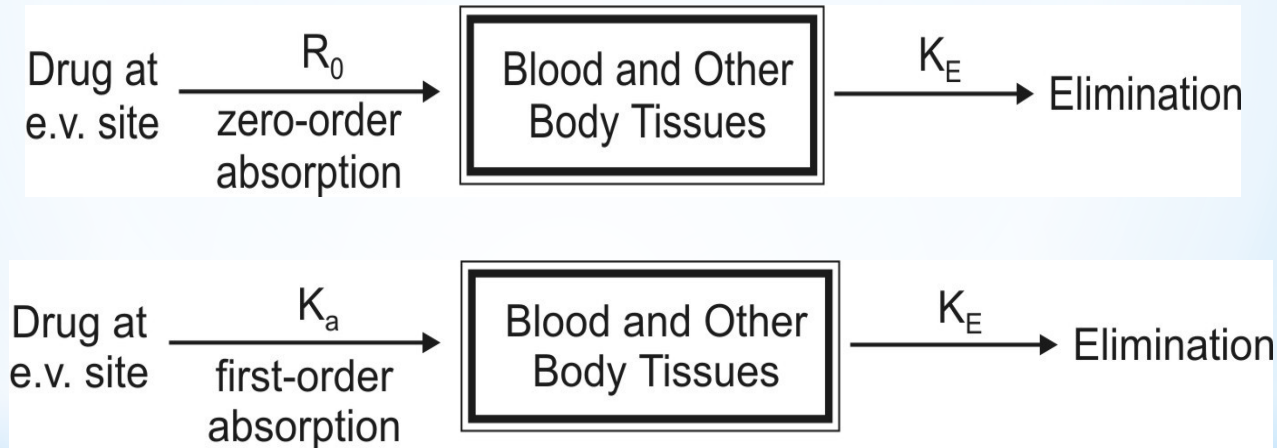 Drug at
e.v. site
R₀
zero-order
absorption
Blood and Other
Body Tissues
K_E
Elimination
Drug at
e.v. site
Kₐ
first-order
absorption
Blood and Other
Body Tissues
K_E
Elimination